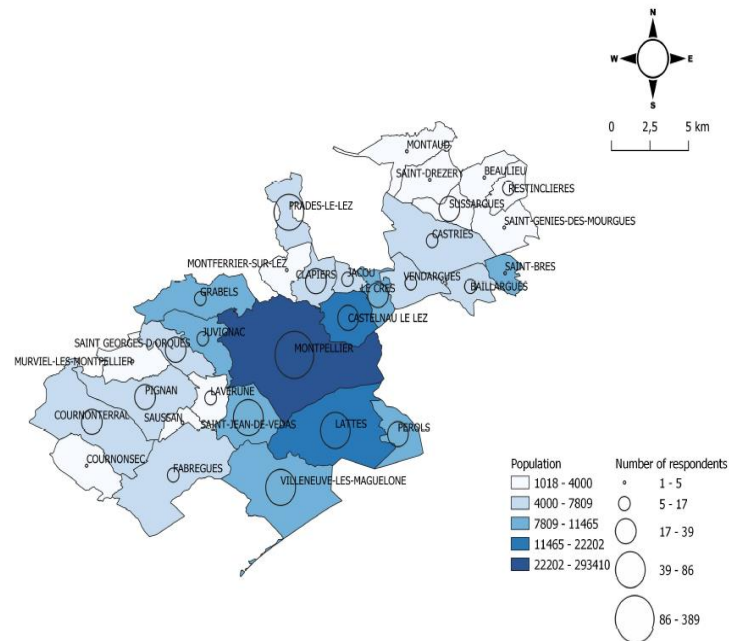 N
W E
S
0 2,5 5 km
MONTAUD
SAINT-DREZERY
BEAULIEU
RESTINCLIERES
PRADES-LE-LEZ
SUSSARGUES
SAINT-GENIES-DES-MOURGUES
CASTRIES
MONTFERRIER-SUR-LEZ
CLAPIERS
JACOU
VENDARGUES
SAINT-BRES
LE CRES
BAILLARGUES
GRABELS
CASTELNAU LE LEZ
JUVIGNAC
SAINT GEORGES D'ORQUES
MONTPELLIER
MURVIEL-LES-MONTPELLIER
PIGNAN
LAVERUNE
COURNONTERRAL
SAUSSAN
SAINT-JEAN-DE-VEDAS
LATTES
PEROLS
COURNONSEC
FABREGUES
VILLENEUVE-LES-MAGUELONE
Population
1018 - 4000
4000 - 7809
7809 - 11465
11465 - 22202
22202 - 293410
Number of respondents
1 - 5
5 - 17
17 - 39
39 - 86
86 - 389